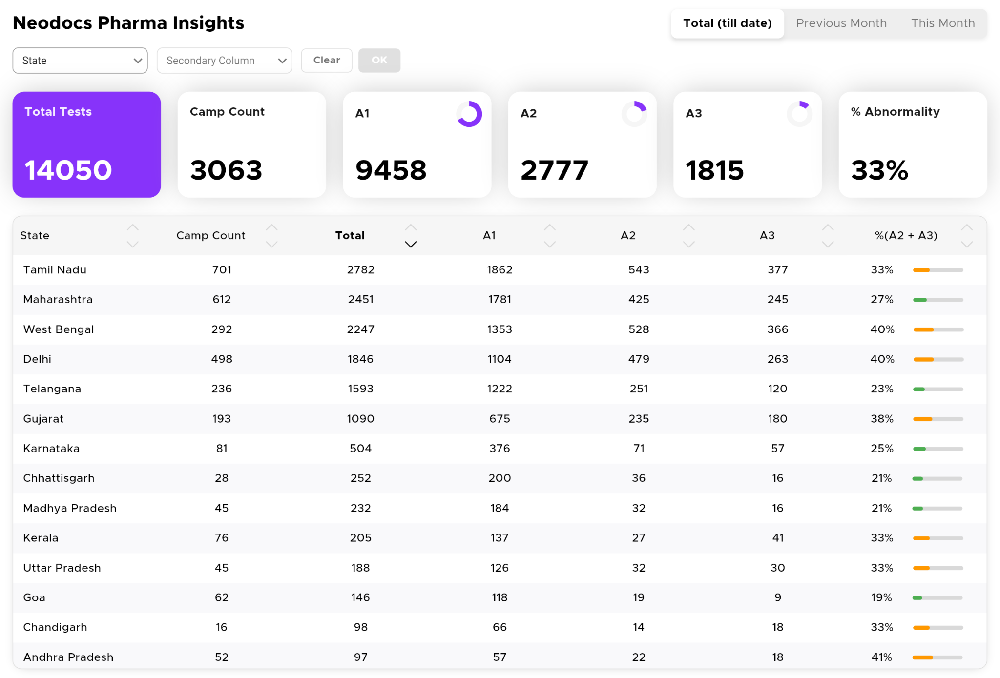 Neodocs Pharma Insights
Total (till date) Previous Month This Month
State Secondary Column Clear OK
Total Tests Camp Count A1 A2 A3 % Abnormality
14050 3063 9458 2777 1815 33%
State Camp Count Total A1 A2 A3 %(A2 + A3)
Tamil Nadu 701 2782 1862 543 377 33%
Maharashtra 612 2451 1781 425 245 27%
West Bengal 292 2247 1353 528 366 40%
Delhi 498 1846 1104 479 263 40%
Telangana 236 1593 1222 251 120 23%
Gujarat 193 1090 675 235 180 38%
Karnataka 81 504 376 71 57 25%
Chhattisgarh 28 252 200 36 16 21%
Madhya Pradesh 45 232 184 32 16 21%
Kerala 76 205 137 27 41 33%
Uttar Pradesh 45 188 126 32 30 33%
Goa 62 146 118 19 9 19%
Chandigarh 16 98 66 14 18 33%
Andhra Pradesh 52 97 57 22 18 41%